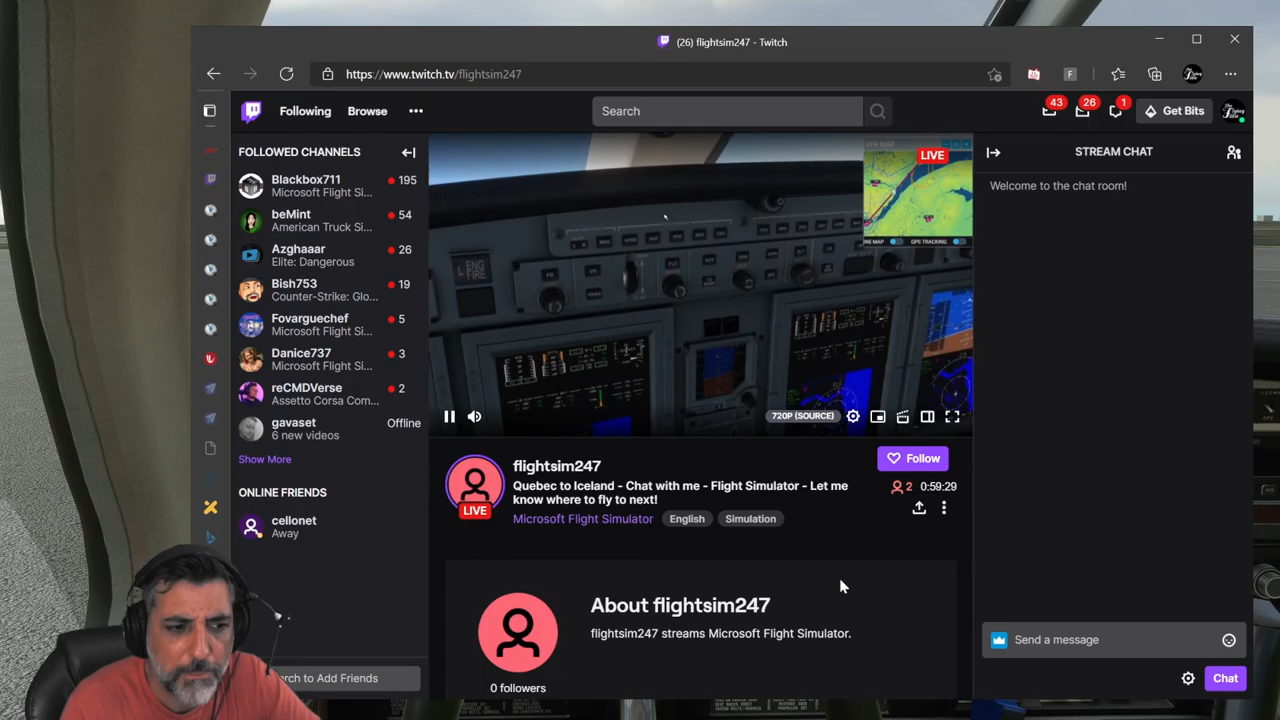 (26) flightsim247 - Twitch
https://www.twitch.tv/flightsim247
Following
Browse
Search
43
26
1
Get Bits
FOLLOWED CHANNELS
Blackbox711
Microsoft Flight Si...
195
beMint
American Truck Si...
54
Azghaaar
Elite: Dangerous
26
Bish753
Counter-Strike: Glo...
19
Fovarguechef
Microsoft Flight Si...
5
Danice737
Microsoft Flight Si...
3
reCMDVerse
Assetto Corsa Com...
2
gavaset
6 new videos
Offline
Show More
ONLINE FRIENDS
cellonet
Away
rch to Add Friends
LIVE
GPS TRACKING
ENG
FIRE
720P (SOURCE)
LIVE
flightsim247
Quebec to Iceland - Chat with me - Flight Simulator - Let me
know where to fly to next!
Microsoft Flight Simulator
English
Simulation
Follow
2
0:59:29
About flightsim247
flightsim247 streams Microsoft Flight Simulator.
0 followers
STREAM CHAT
Welcome to the chat room!
Send a message
Chat